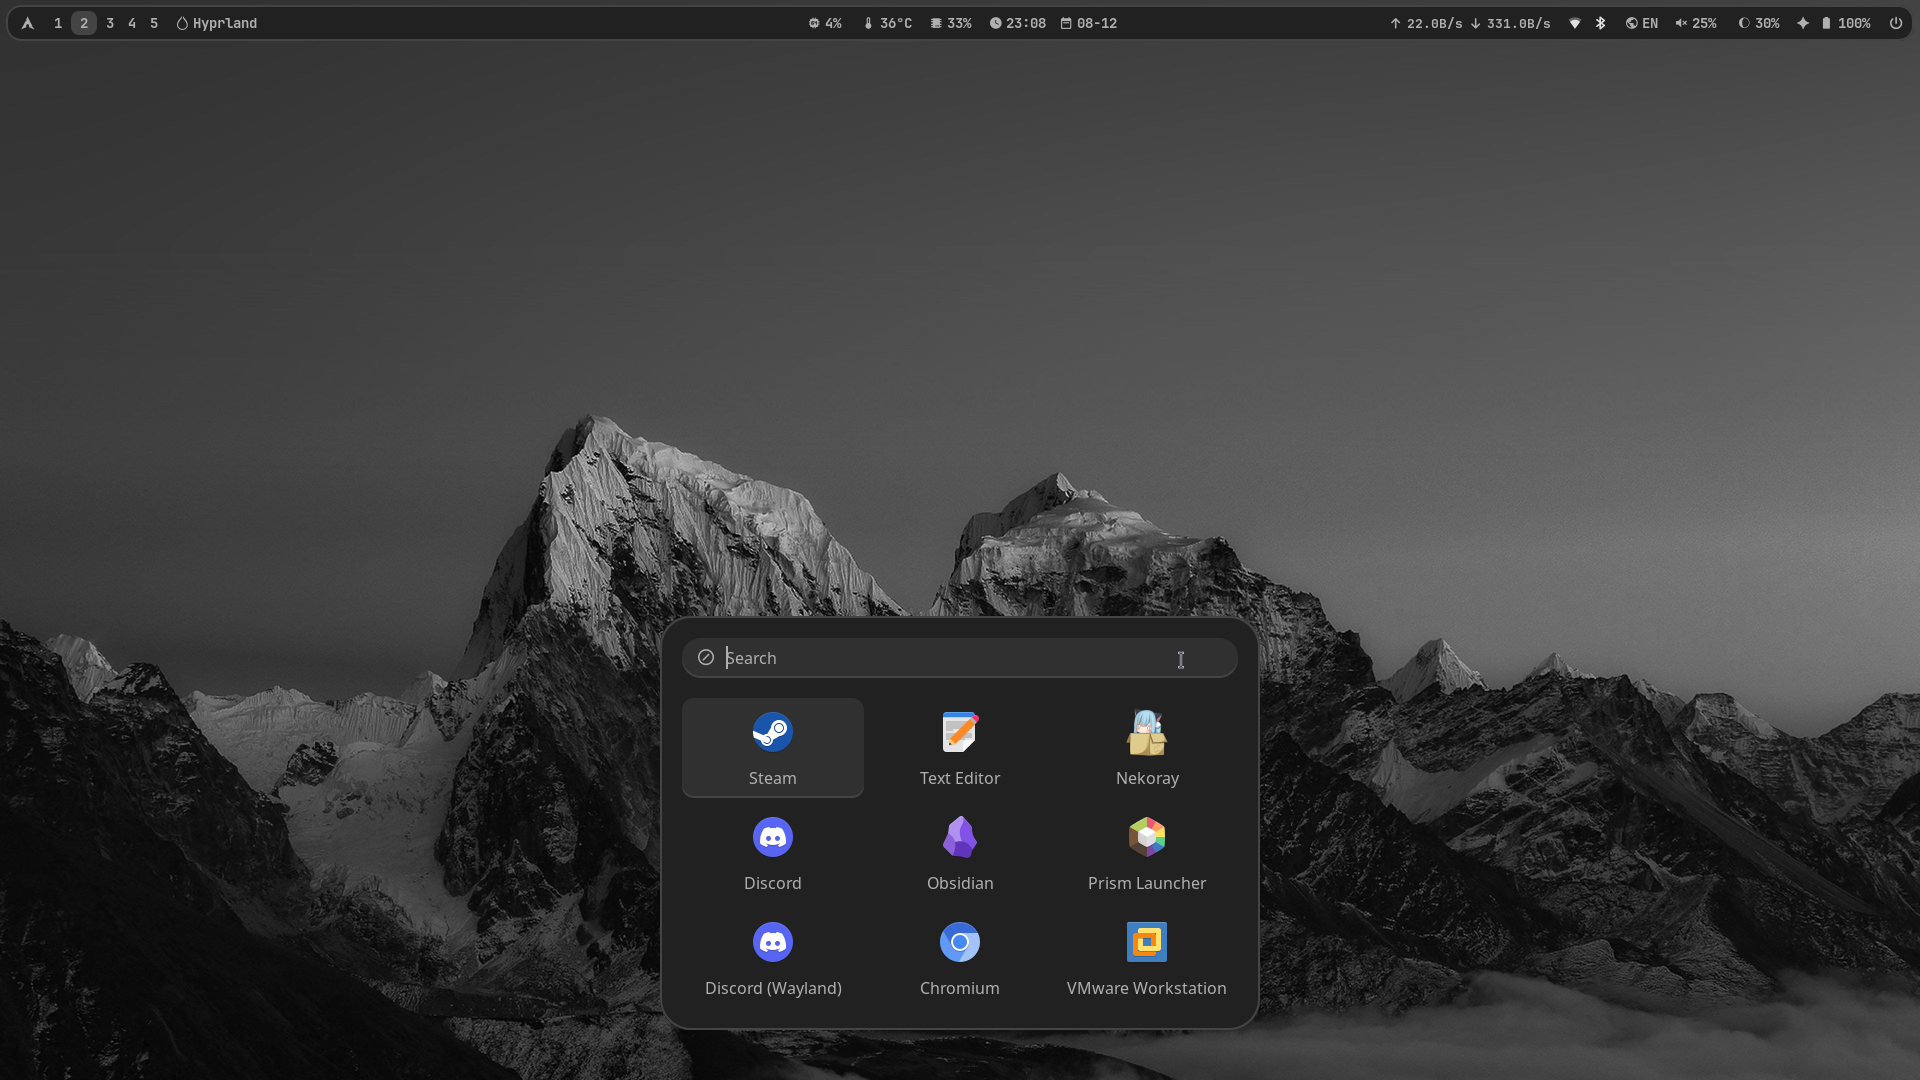 1 2 3 4 5 Hyprland 4% 36°C 33% 23:08 08-12 22.0B/s 331.0B/s EN 25% 30% 100%
Search
Steam Text Editor Nekoray
Discord Obsidian Prism Launcher
Discord (Wayland) Chromium VMware Workstation